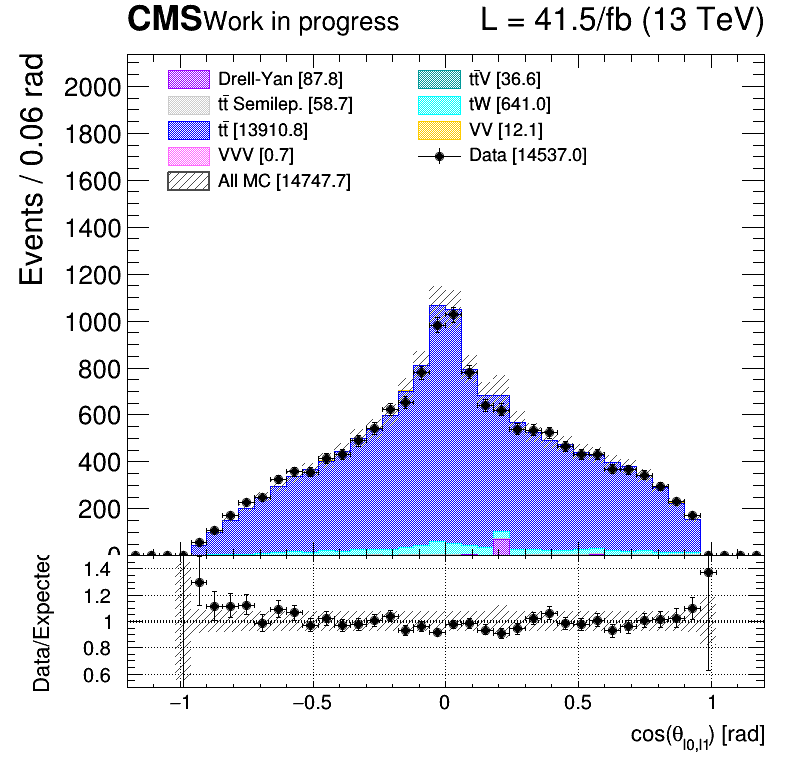 CMS Work in progress L = 41.5/fb (13 TeV)
Events / 0.06 rad
Drell-Yan [87.8]
tt̄ Semilep. [58.7]
tt̄ [13910.8]
VVV [0.7]
All MC [14747.7]
tt̄V [36.6]
tW [641.0]
VV [12.1]
Data [14537.0]
2000
1800
1600
1400
1200
1000
800
600
400
200
0
Data/Expected
1.4
1.2
1
0.8
0.6
−1 −0.5 0 0.5 1
cos(θ_l0,l1) [rad]